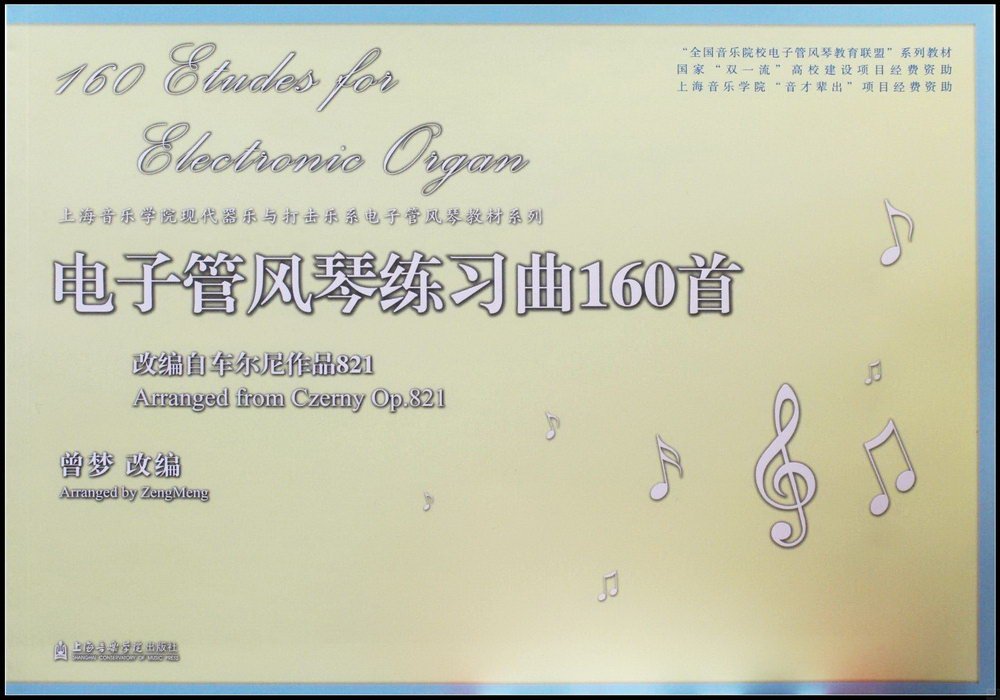 160 Etudes for
Electronic Organ
“全国音乐院校电子管风琴教育联盟”系列教材
国家“双一流”高校建设项目经费资助
上海音乐学院“音才辈出”项目经费资助
上海音乐学院现代器乐与打击乐系电子管风琴教材系列
电子管风琴练习曲160首
改编自车尔尼作品821
Arranged from Czerny Op.821
曾梦 改编
Arranged by ZengMeng
上海音乐学院出版社
SHANGHAI CONSERVATORY OF MUSIC PRESS